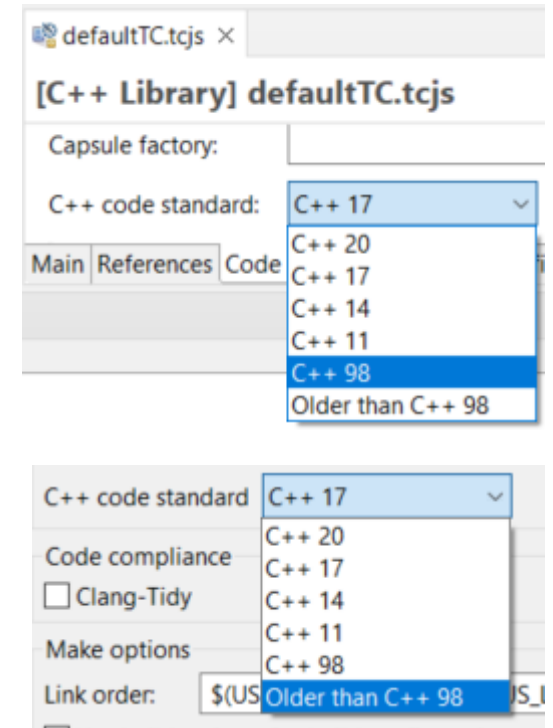 defaultTC.tcjs
[C++ Library] defaultTC.tcjs
Capsule factory:
C++ code standard: C++ 17
C++ 20
Main References Code C++ 17
C++ 14
C++ 11
C++ 98
Older than C++ 98
C++ code standard C++ 17
C++ 20
Code compliance
C++ 17
Clang-Tidy
C++ 14
C++ 11
Make options
C++ 98
Link order: $(US Older than C++ 98